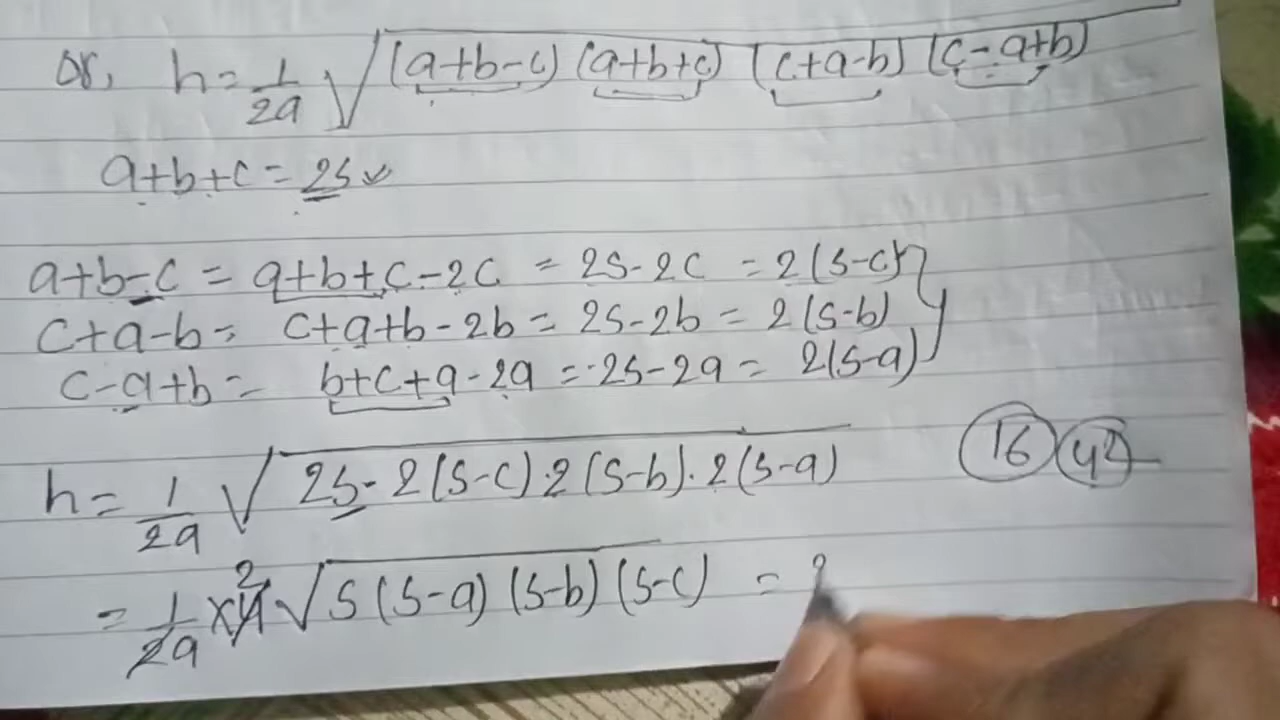 or, h = 1/2a √(a+b-c) (a+b+c) (c+a-b) (c-a+b)
a+b+c = 2s
a+b-c = a+b+c-2c = 2s-2c = 2(s-c)
c+a-b = c+a+b-2b = 2s-2b = 2(s-b)
c-a+b = b+c+a-2a = 2s-2a = 2(s-a)
16 4²
h = 1/2a √2s·2(s-c)·2(s-b)·2(s-a)
= 1/2a × 4 2 √s(s-a) (s-b) (s-c) =